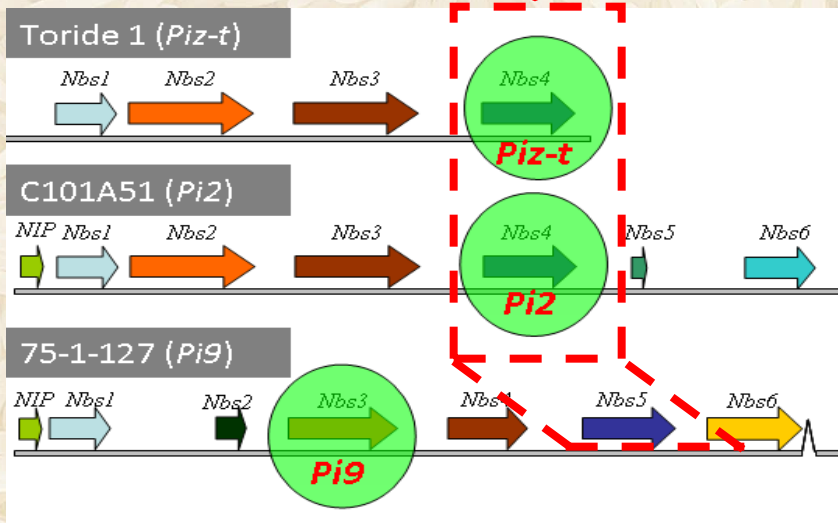 Toride 1 (Piz-t)
Nbs1 Nbs2 Nbs3 Nbs4
Piz-t
C101A51 (Pi2)
NIP Nbs1 Nbs2 Nbs3 Nbs4 Nbs5 Nbs6
Pi2
75-1-127 (Pi9)
NIP Nbs1 Nbs2 Nbs3 Nbs4 Nbs5 Nbs6
Pi9